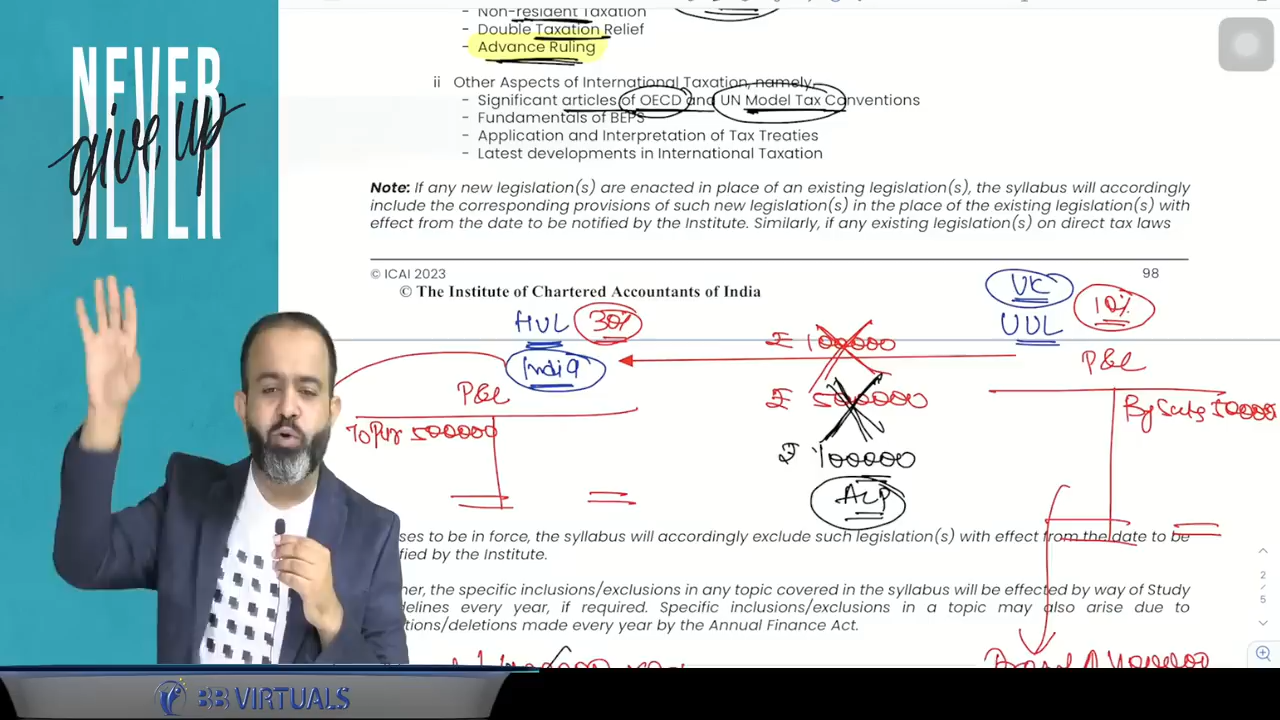 NEVER
give up
NEVER
- Non-resident Taxation
- Double Taxation Relief
- Advance Ruling
ii Other Aspects of International Taxation, namely
- Significant articles of OECD and UN Model Tax Conventions
- Fundamentals of BEPS
- Application and Interpretation of Tax Treaties
- Latest developments in International Taxation
Note: If any new legislation(s) are enacted in place of an existing legislation(s), the syllabus will accordingly
include the corresponding provisions of such new legislation(s) in the place of the existing legislation(s) with
effect from the date to be notified by the Institute. Similarly, if any existing legislation(s) on direct tax laws
© ICAI 2023 98
© The Institute of Chartered Accountants of India
HUL 30%
India
UK 10%
UUL
₹ 100000
₹ 500000
₹ 100000
ALP
P&L
To Pur 500000
P&L
By Sales 50000
ses to be in force, the syllabus will accordingly exclude such legislation(s) with effect from the date to be
fied by the Institute.
her, the specific inclusions/exclusions in any topic covered in the syllabus will be effected by way of Study
delines every year, if required. Specific inclusions/exclusions in a topic may also arise due to
tions/deletions made every year by the Annual Finance Act.
2
5
BB VIRTUALS